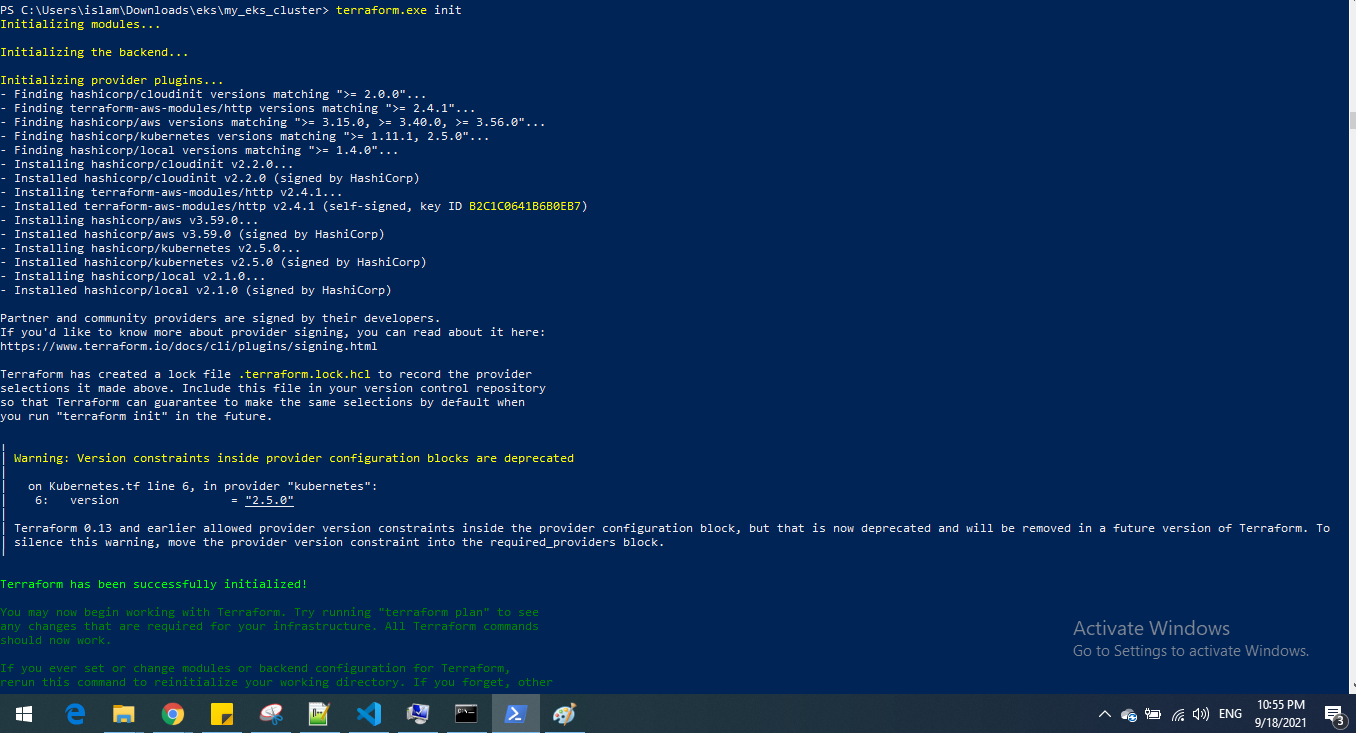 PS C:\Users\islam\Downloads\eks\my_eks_cluster> terraform.exe init
Initializing modules...
Initializing the backend...
Initializing provider plugins...
- Finding hashicorp/cloudinit versions matching ">= 2.0.0"...
- Finding terraform-aws-modules/http versions matching ">= 2.4.1"...
- Finding hashicorp/aws versions matching ">= 3.15.0, >= 3.40.0, >= 3.56.0"...
- Finding hashicorp/kubernetes versions matching ">= 1.11.1, 2.5.0"...
- Finding hashicorp/local versions matching ">= 1.4.0"...
- Installing hashicorp/cloudinit v2.2.0...
- Installed hashicorp/cloudinit v2.2.0 (signed by HashiCorp)
- Installing terraform-aws-modules/http v2.4.1...
- Installed terraform-aws-modules/http v2.4.1 (self-signed, key ID B2C1C0641B6B0EB7)
- Installing hashicorp/aws v3.59.0...
- Installed hashicorp/aws v3.59.0 (signed by HashiCorp)
- Installing hashicorp/kubernetes v2.5.0...
- Installed hashicorp/kubernetes v2.5.0 (signed by HashiCorp)
- Installing hashicorp/local v2.1.0...
- Installed hashicorp/local v2.1.0 (signed by HashiCorp)
Partner and community providers are signed by their developers.
If you'd like to know more about provider signing, you can read about it here:
https://www.terraform.io/docs/cli/plugins/signing.html
Terraform has created a lock file .terraform.lock.hcl to record the provider
selections it made above. Include this file in your version control repository
so that Terraform can guarantee to make the same selections by default when
you run "terraform init" in the future.
Warning: Version constraints inside provider configuration blocks are deprecated
on Kubernetes.tf line 6, in provider "kubernetes":
6: version = "2.5.0"
Terraform 0.13 and earlier allowed provider version constraints inside the provider configuration block, but that is now deprecated and will be removed in a future version of Terraform. To
silence this warning, move the provider version constraint into the required_providers block.
Terraform has been successfully initialized!
You may now begin working with Terraform. Try running "terraform plan" to see
any changes that are required for your infrastructure. All Terraform commands
should now work.
If you ever set or change modules or backend configuration for Terraform,
rerun this command to reinitialize your working directory. If you forget, other
Activate Windows
Go to Settings to activate Windows.
ENG
10:55 PM
9/18/2021
3